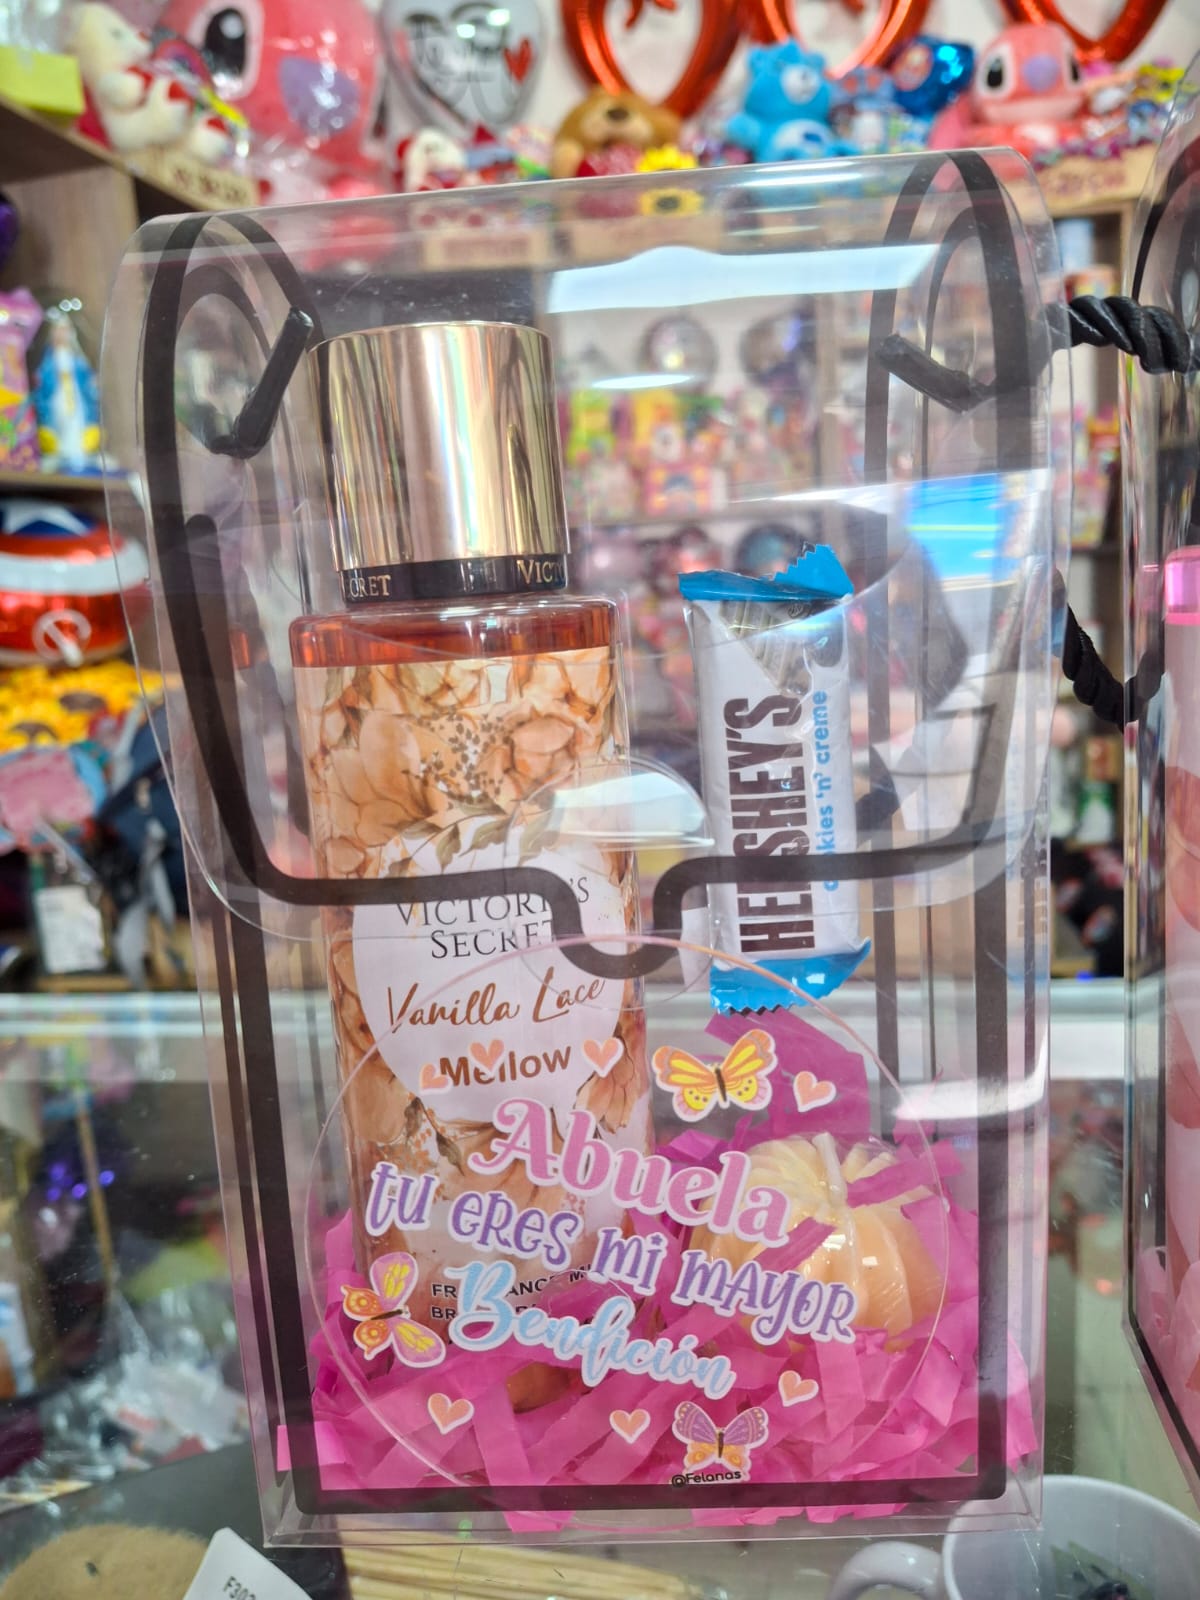 VICTORIA'S
SECRET
Vanilla Lace
Mellow
HERSHEY'S
cookies 'n' creme
Abuela
tu eres mi mayor
Bendición
@Felanas